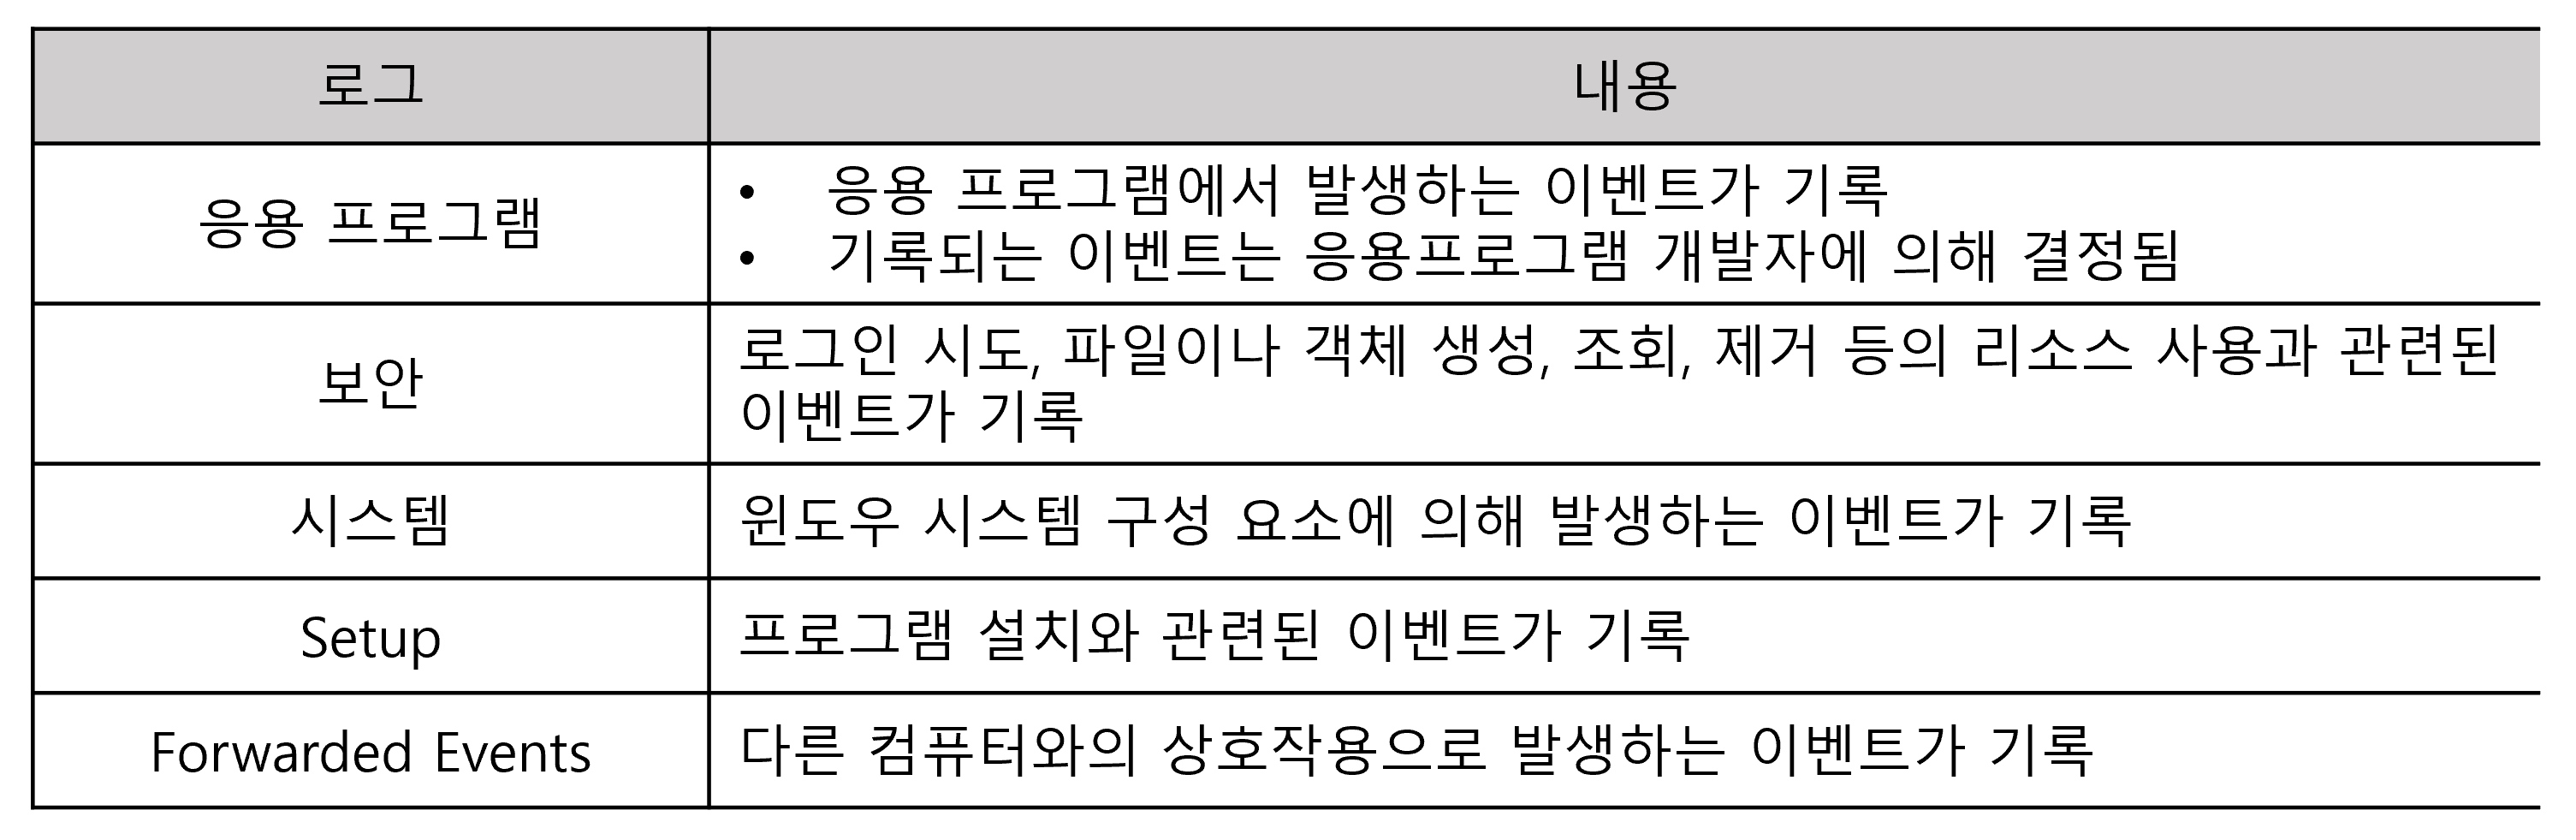 로그
내용
응용 프로그램
• 응용 프로그램에서 발생하는 이벤트가 기록
• 기록되는 이벤트는 응용프로그램 개발자에 의해 결정됨
보안
로그인 시도, 파일이나 객체 생성, 조회, 제거 등의 리소스 사용과 관련된
이벤트가 기록
시스템
윈도우 시스템 구성 요소에 의해 발생하는 이벤트가 기록
Setup
프로그램 설치와 관련된 이벤트가 기록
Forwarded Events
다른 컴퓨터와의 상호작용으로 발생하는 이벤트가 기록